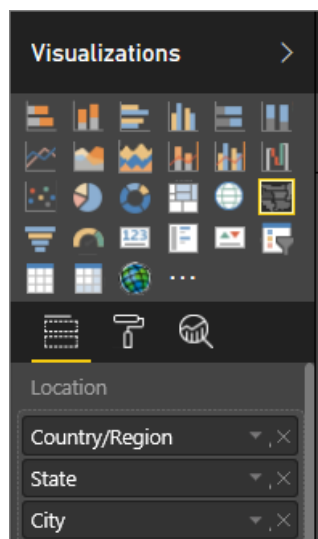 Visualizations
123
Location
Country/Region
State
City